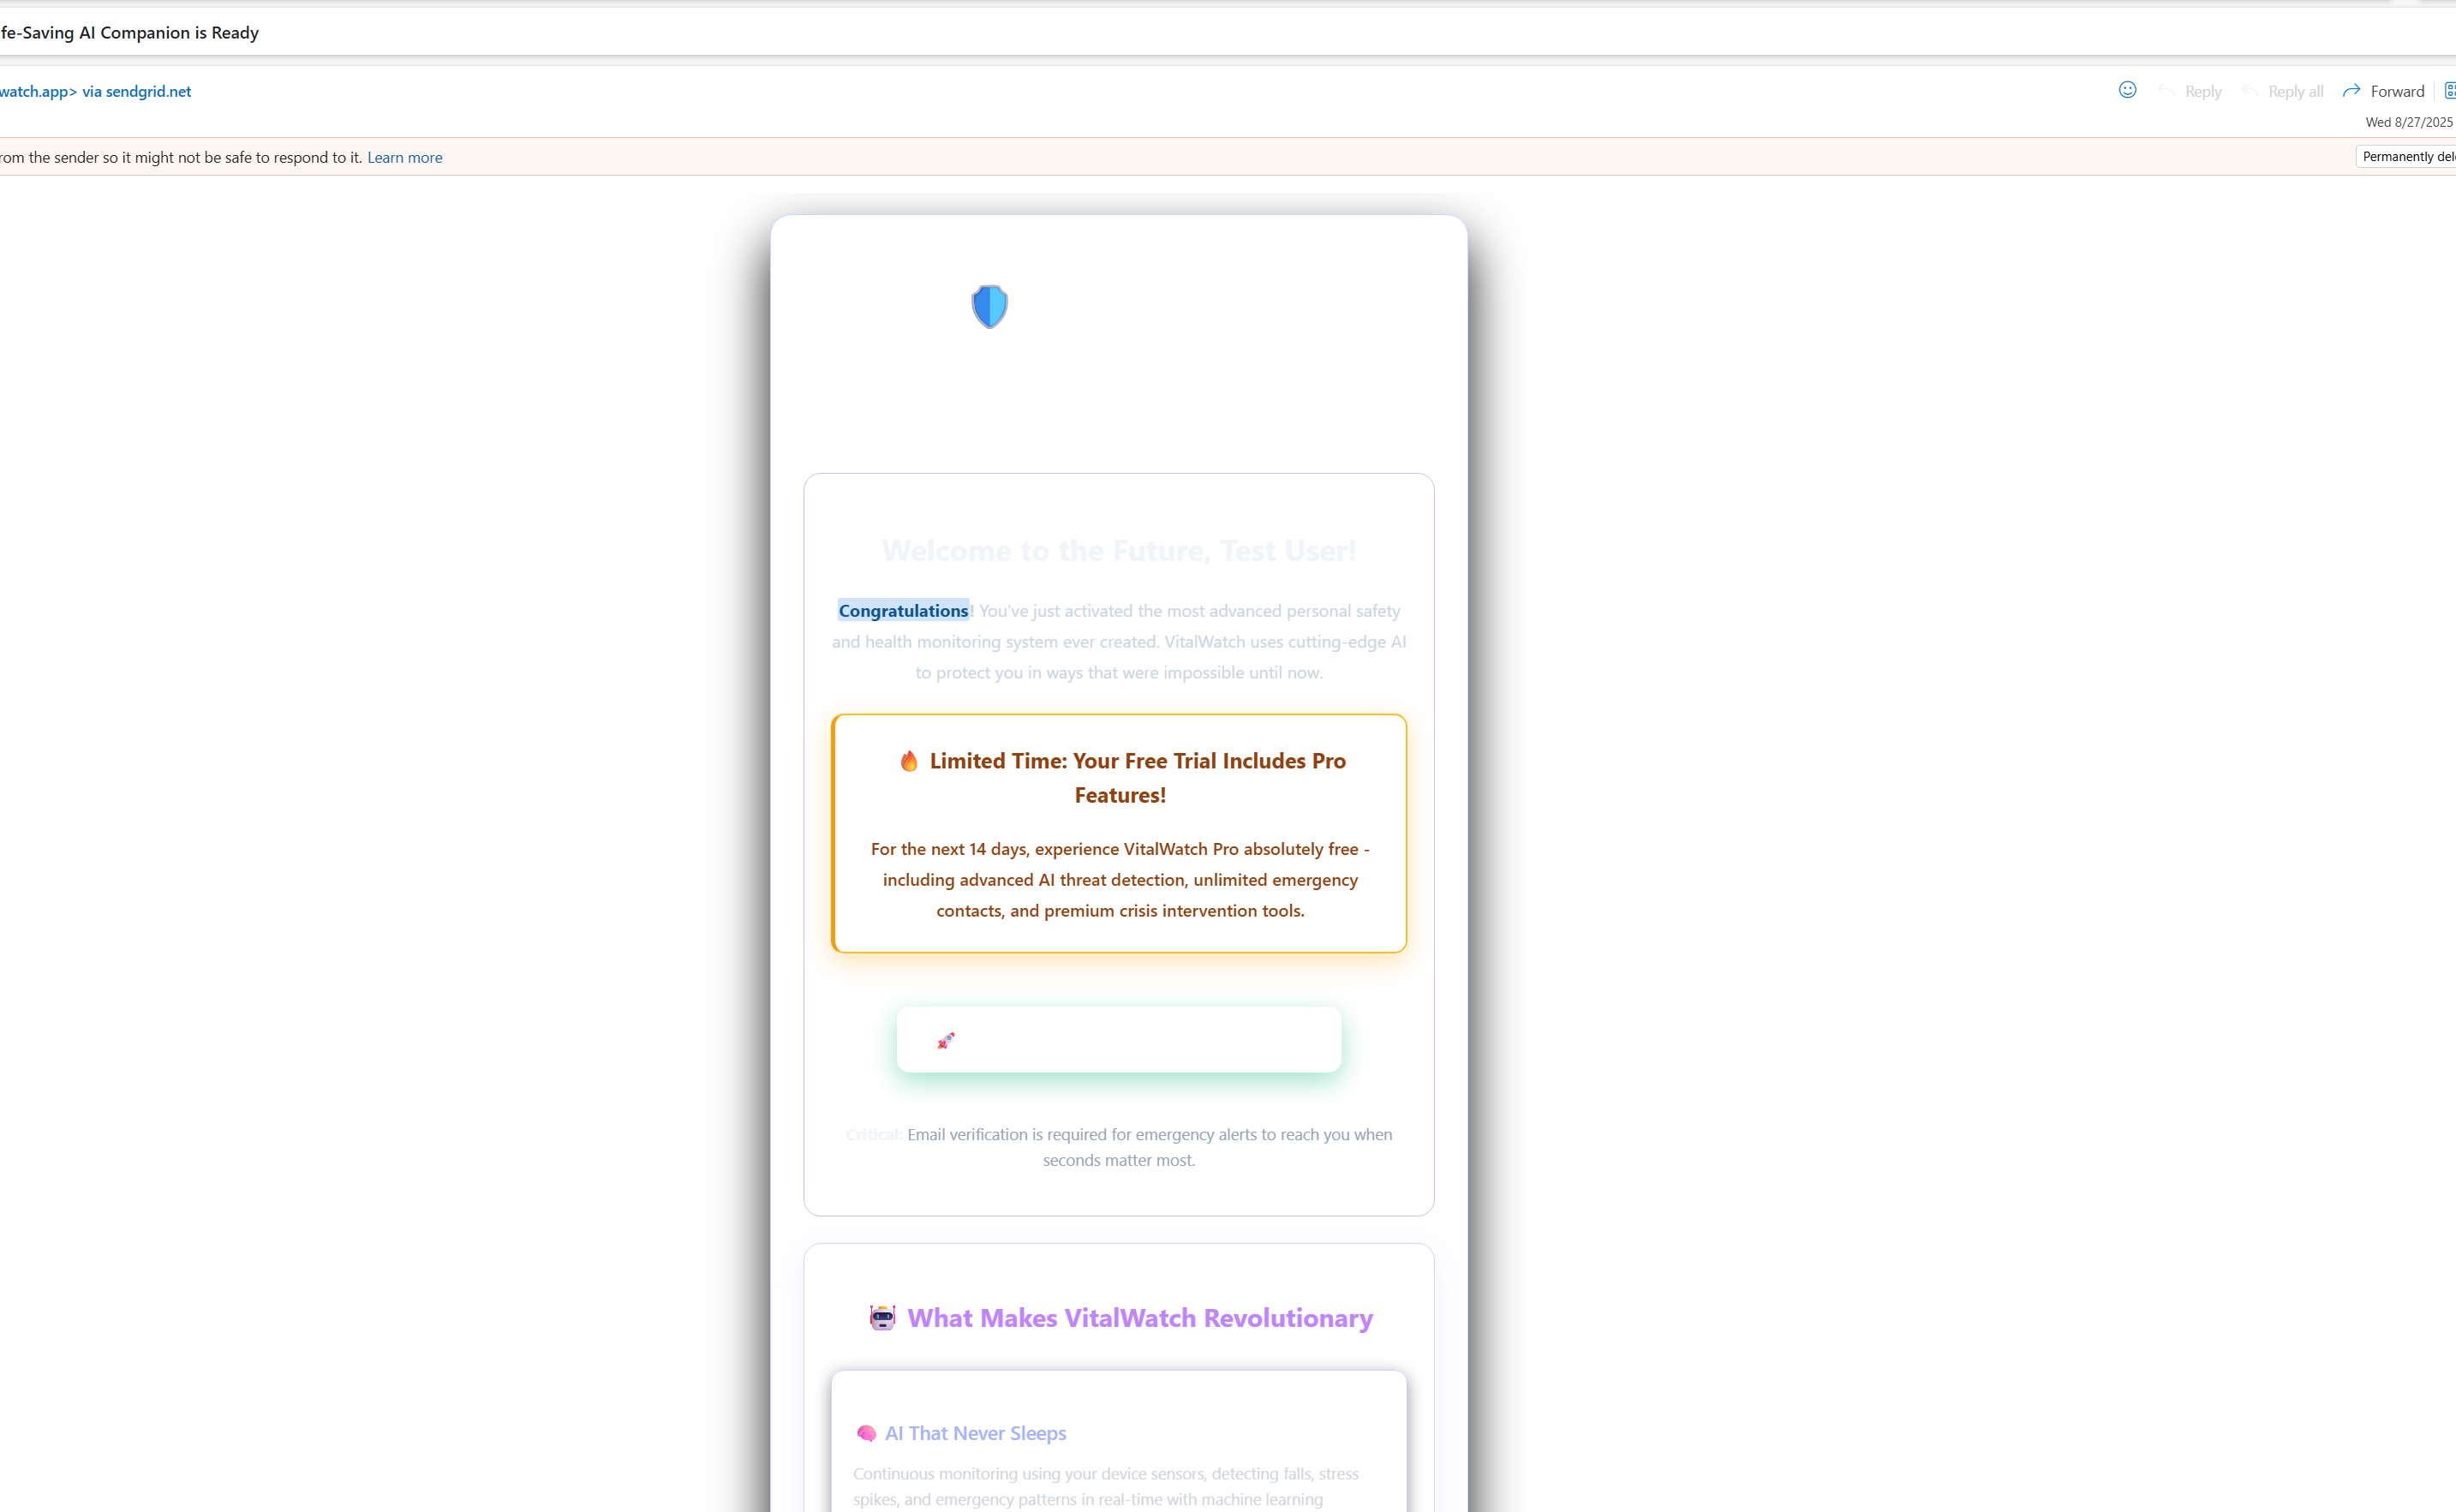 fe-Saving AI Companion is Ready
watch.app> via sendgrid.net
Reply
Reply all
Forward
Wed 8/27/2025
rom the sender so it might not be safe to respond to it. Learn more
Permanently del
Welcome to the Future, Test User!
Congratulations! You've just activated the most advanced personal safety
and health monitoring system ever created. VitalWatch uses cutting-edge AI
to protect you in ways that were impossible until now.
🔥 Limited Time: Your Free Trial Includes Pro
Features!
For the next 14 days, experience VitalWatch Pro absolutely free -
including advanced AI threat detection, unlimited emergency
contacts, and premium crisis intervention tools.
🚀
Critical: Email verification is required for emergency alerts to reach you when
seconds matter most.
🤖 What Makes VitalWatch Revolutionary
🧠 AI That Never Sleeps
Continuous monitoring using your device sensors, detecting falls, stress
spikes, and emergency patterns in real-time with machine learning